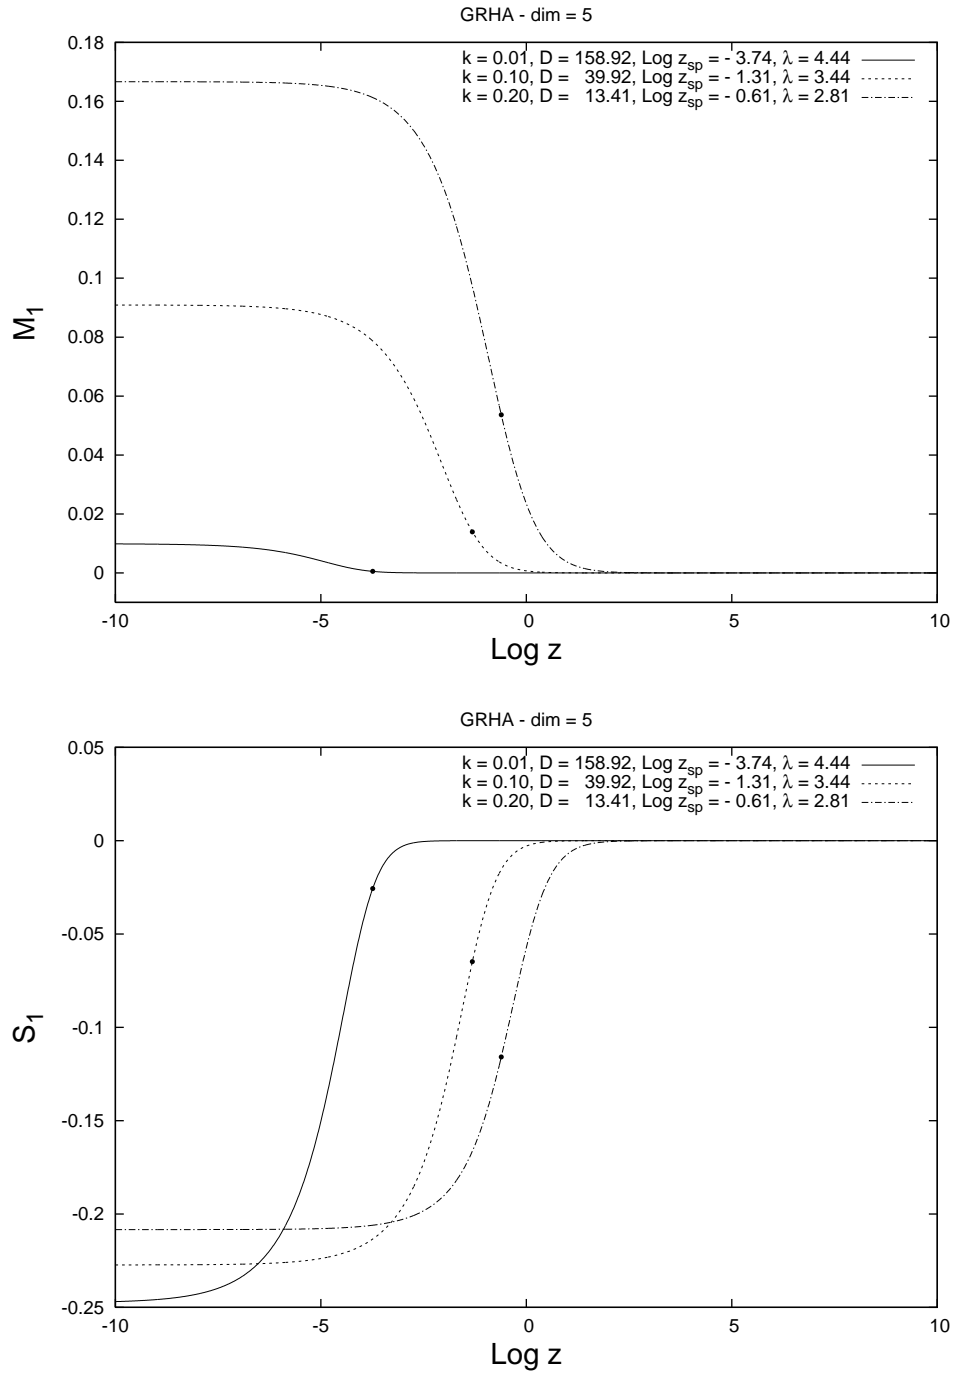 GRHA - dim = 5
k = 0.01, D = 158.92, Log z_sp = - 3.74, λ = 4.44
k = 0.10, D = 39.92, Log z_sp = - 1.31, λ = 3.44
k = 0.20, D = 13.41, Log z_sp = - 0.61, λ = 2.81
0.18
0.16
0.14
0.12
0.1
0.08
0.06
0.04
0.02
0
M_1
-10
-5
0
5
10
Log z
GRHA - dim = 5
k = 0.01, D = 158.92, Log z_sp = - 3.74, λ = 4.44
k = 0.10, D = 39.92, Log z_sp = - 1.31, λ = 3.44
k = 0.20, D = 13.41, Log z_sp = - 0.61, λ = 2.81
0.05
0
-0.05
-0.1
-0.15
-0.2
-0.25
S_1
-10
-5
0
5
10
Log z